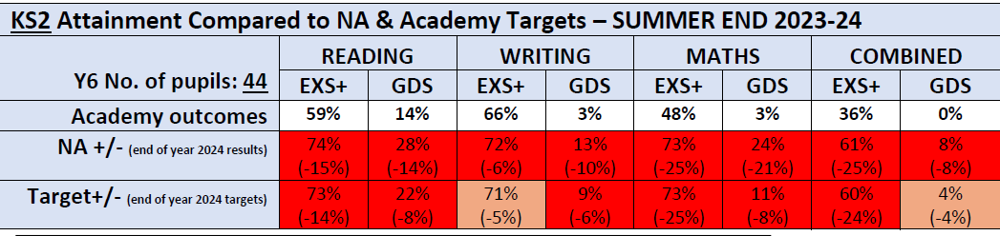 KS2 Attainment Compared to NA & Academy Targets – SUMMER END 2023-24
READING WRITING MATHS COMBINED
Y6 No. of pupils: 44 EXS+ GDS EXS+ GDS EXS+ GDS EXS+ GDS
Academy outcomes 59% 14% 66% 3% 48% 3% 36% 0%
NA +/- (end of year 2024 results) 74% 28% 72% 13% 73% 24% 61% 8%
(-15%) (-14%) (-6%) (-10%) (-25%) (-21%) (-25%) (-8%)
Target+/- (end of year 2024 targets) 73% 22% 71% 9% 73% 11% 60% 4%
(-14%) (-8%) (-5%) (-6%) (-25%) (-8%) (-24%) (-4%)